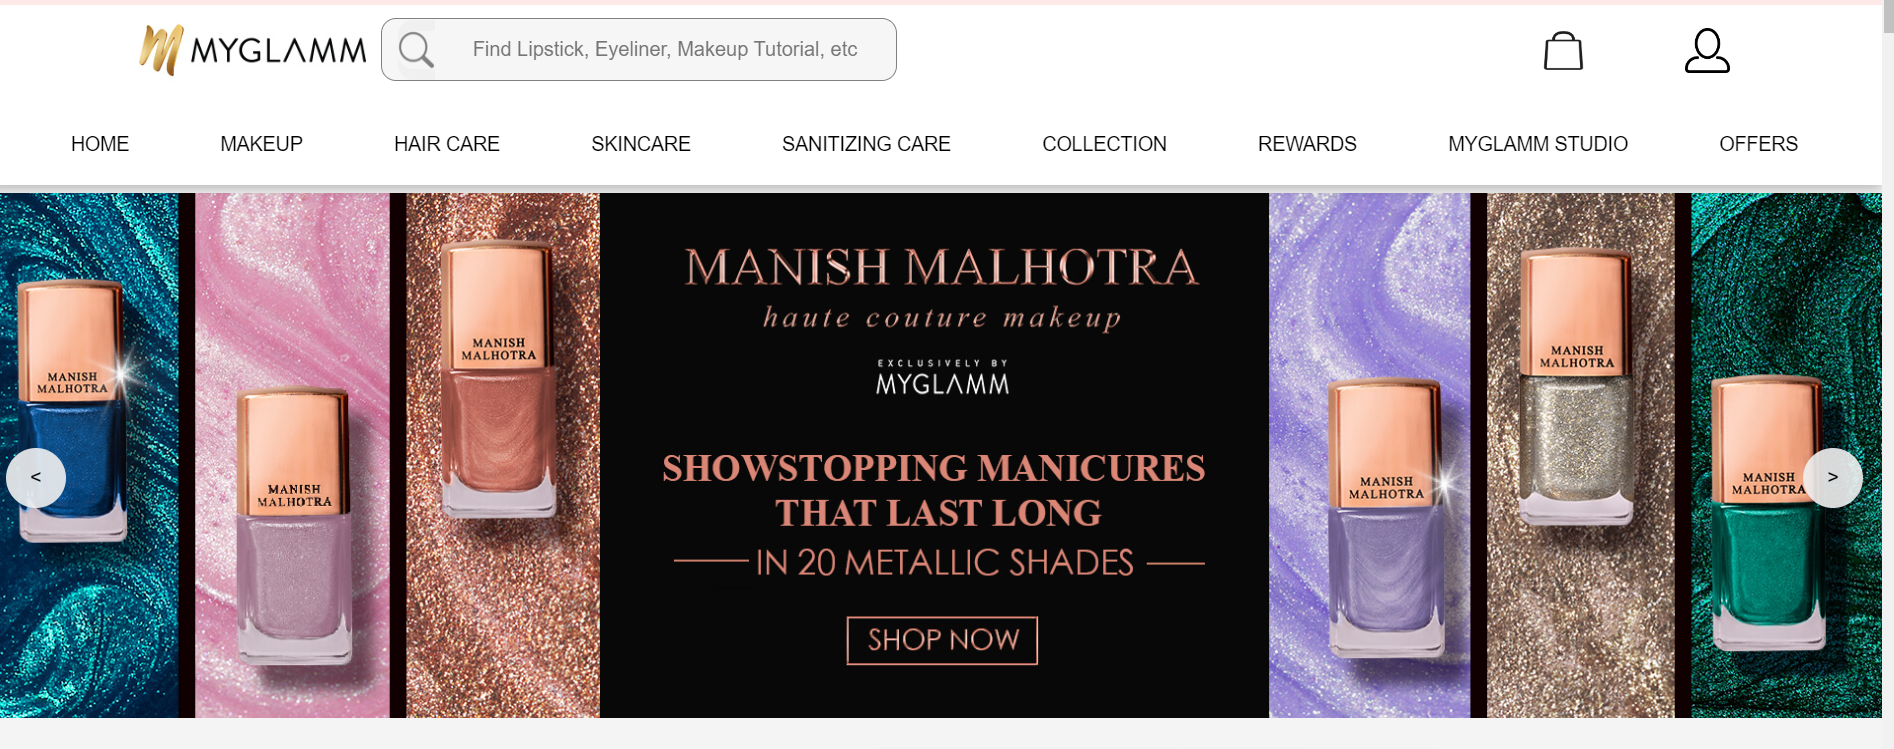 MYGLAMM
Find Lipstick, Eyeliner, Makeup Tutorial, etc
HOME
MAKEUP
HAIR CARE
SKINCARE
SANITIZING CARE
COLLECTION
REWARDS
MYGLAMM STUDIO
OFFERS
MANISH MALHOTRA
haute couture makeup
EXCLUSIVELY BY
MYGLAMM
SHOWSTOPPING MANICURES
THAT LAST LONG
IN 20 METALLIC SHADES
SHOP NOW
MANISH
MALHOTRA
MANISH
MALHOTRA
MANISH
MALHOTRA
MANISH
MALHOTRA
MANISH
MALHOTRA
MANISH
MALHOTRA
<
>